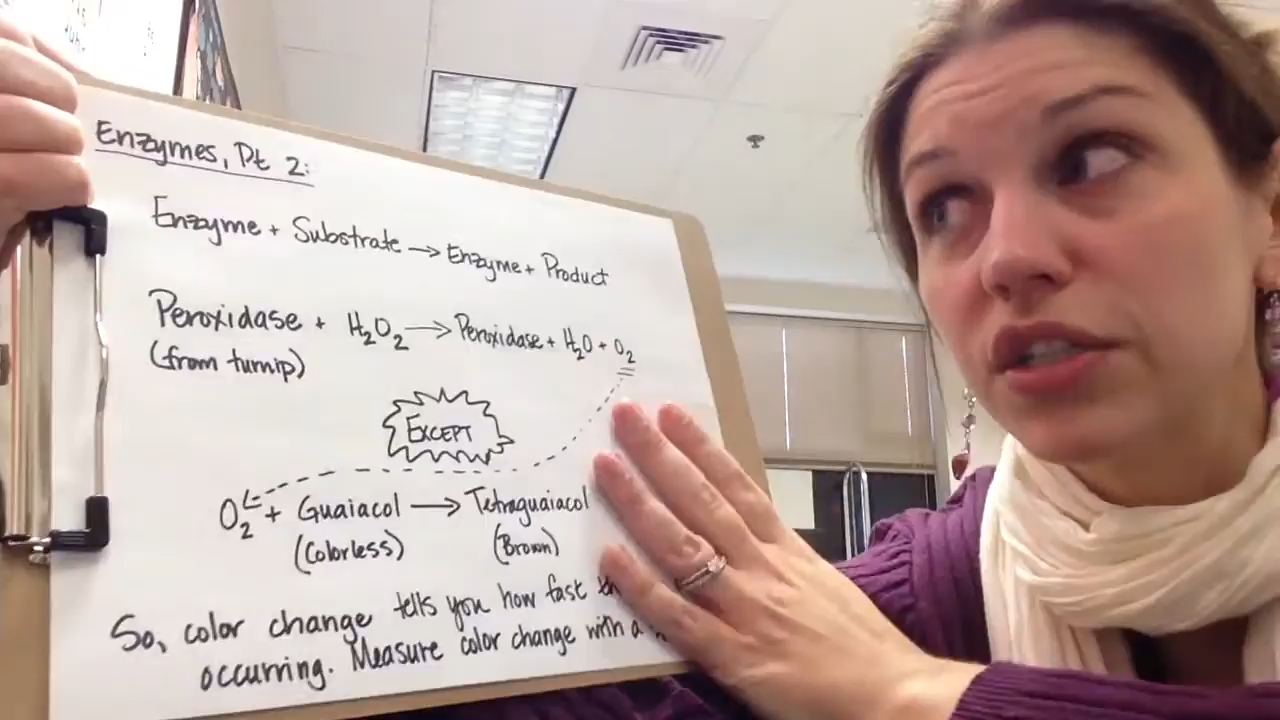 Enzymes, Pt 2:
Enzyme + Substrate → Enzyme + Product
Peroxidase + H₂O₂ → Peroxidase + H₂O + O₂
(from turnip)
EXCEPT
O₂ + Guaiacol → Tetraguaiacol
(Colorless) (Brown)
So, color change tells you how fast
occurring. Measure color change with a